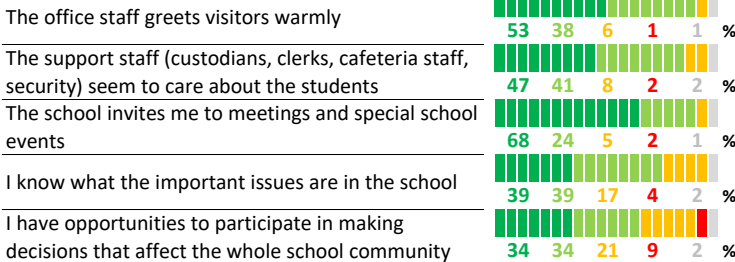 The office staff greets visitors warmly
53 38 6 1 1 %
The support staff (custodians, clerks, cafeteria staff,
security) seem to care about the students
47 41 8 2 2 %
The school invites me to meetings and special school
events
68 24 5 2 1 %
I know what the important issues are in the school
39 39 17 4 2 %
I have opportunities to participate in making
decisions that affect the whole school community
34 34 21 9 2 %